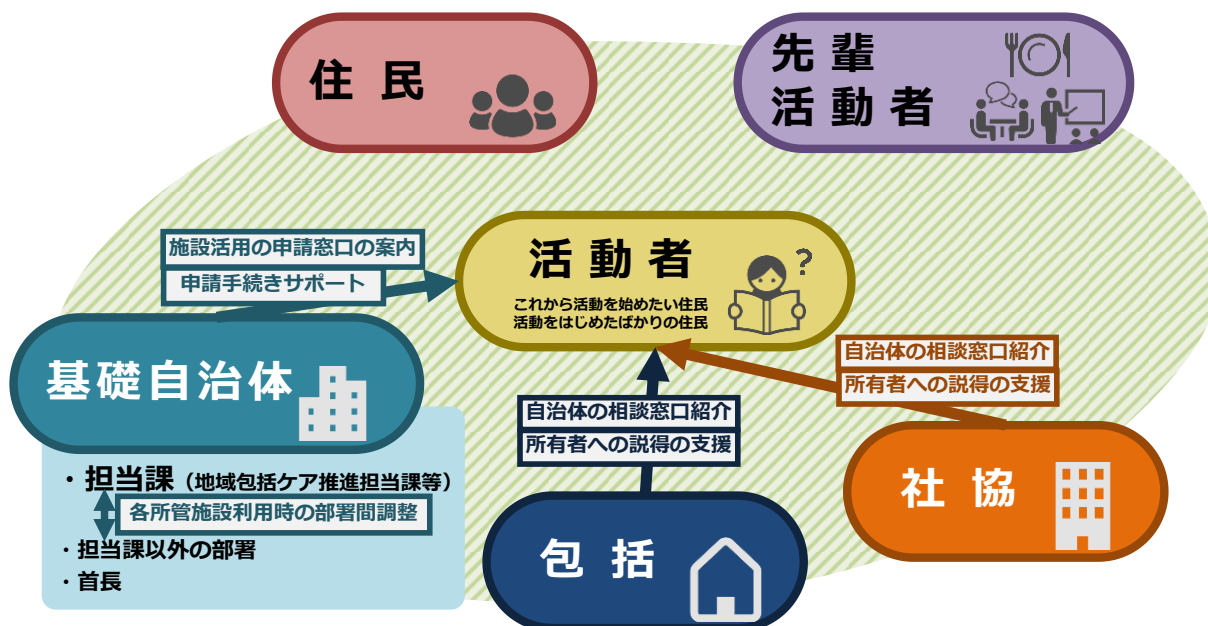 住民
先輩
活動者
施設活用の申請窓口の案内
申請手続きサポート
活動者
?
これから活動を始めたい住民
活動をはじめたばかりの住民
基礎自治体
自治体の相談窓口紹介
所有者への説得の支援
自治体の相談窓口紹介
所有者への説得の支援
・担当課（地域包括ケア推進担当課等）
各所管施設利用時の部署間調整
・担当課以外の部署
・首長
包括
社協